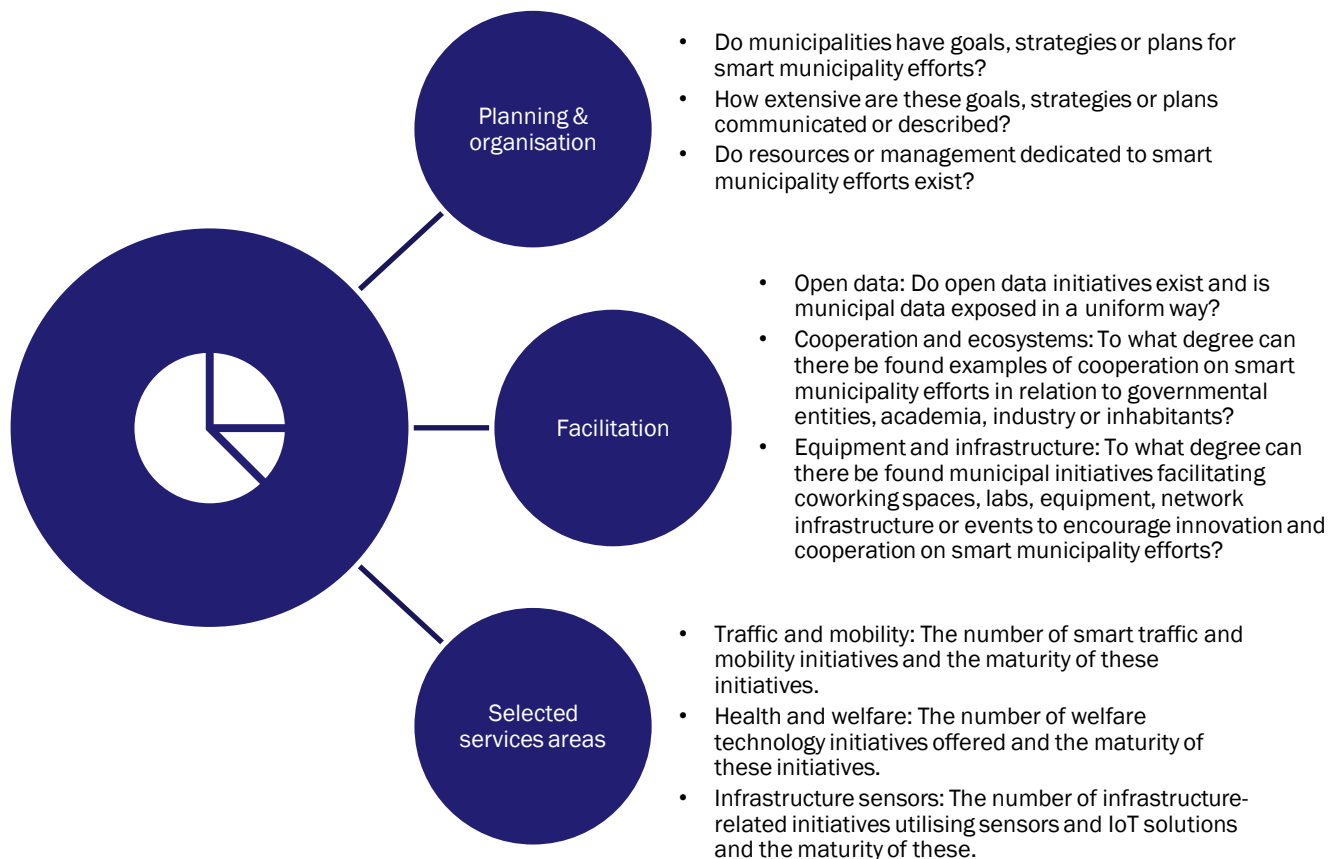 Planning &
organisation
• Do municipalities have goals, strategies or plans for
smart municipality efforts?
• How extensive are these goals, strategies or plans
communicated or described?
• Do resources or management dedicated to smart
municipality efforts exist?
Facilitation
• Open data: Do open data initiatives exist and is
municipal data exposed in a uniform way?
• Cooperation and ecosystems: To what degree can
there be found examples of cooperation on smart
municipality efforts in relation to governmental
entities, academia, industry or inhabitants?
• Equipment and infrastructure: To what degree can
there be found municipal initiatives facilitating
coworking spaces, labs, equipment, network
infrastructure or events to encourage innovation and
cooperation on smart municipality efforts?
Selected
services areas
• Traffic and mobility: The number of smart traffic and
mobility initiatives and the maturity of these
initiatives.
• Health and welfare: The number of welfare
technology initiatives offered and the maturity of
these initiatives.
• Infrastructure sensors: The number of infrastructure-
related initiatives utilising sensors and IoT solutions
and the maturity of these.